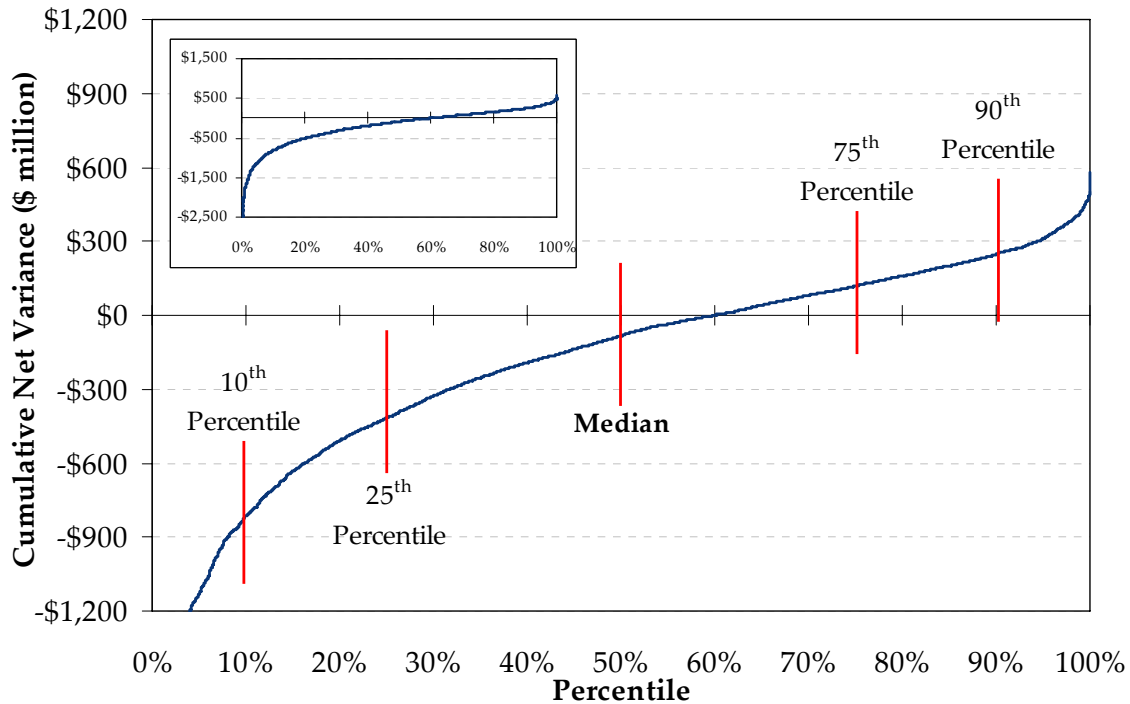 Cumulative Net Variance ($ million)
$1,200
$900
$600
$300
$0
-$300
-$600
-$900
-$1,200
$1,500
$500
-$500
-$1,500
-$2,500
0% 20% 40% 60% 80% 100%
10th
Percentile
25th
Percentile
Median
75th
Percentile
90th
Percentile
0% 10% 20% 30% 40% 50% 60% 70% 80% 90% 100%
Percentile